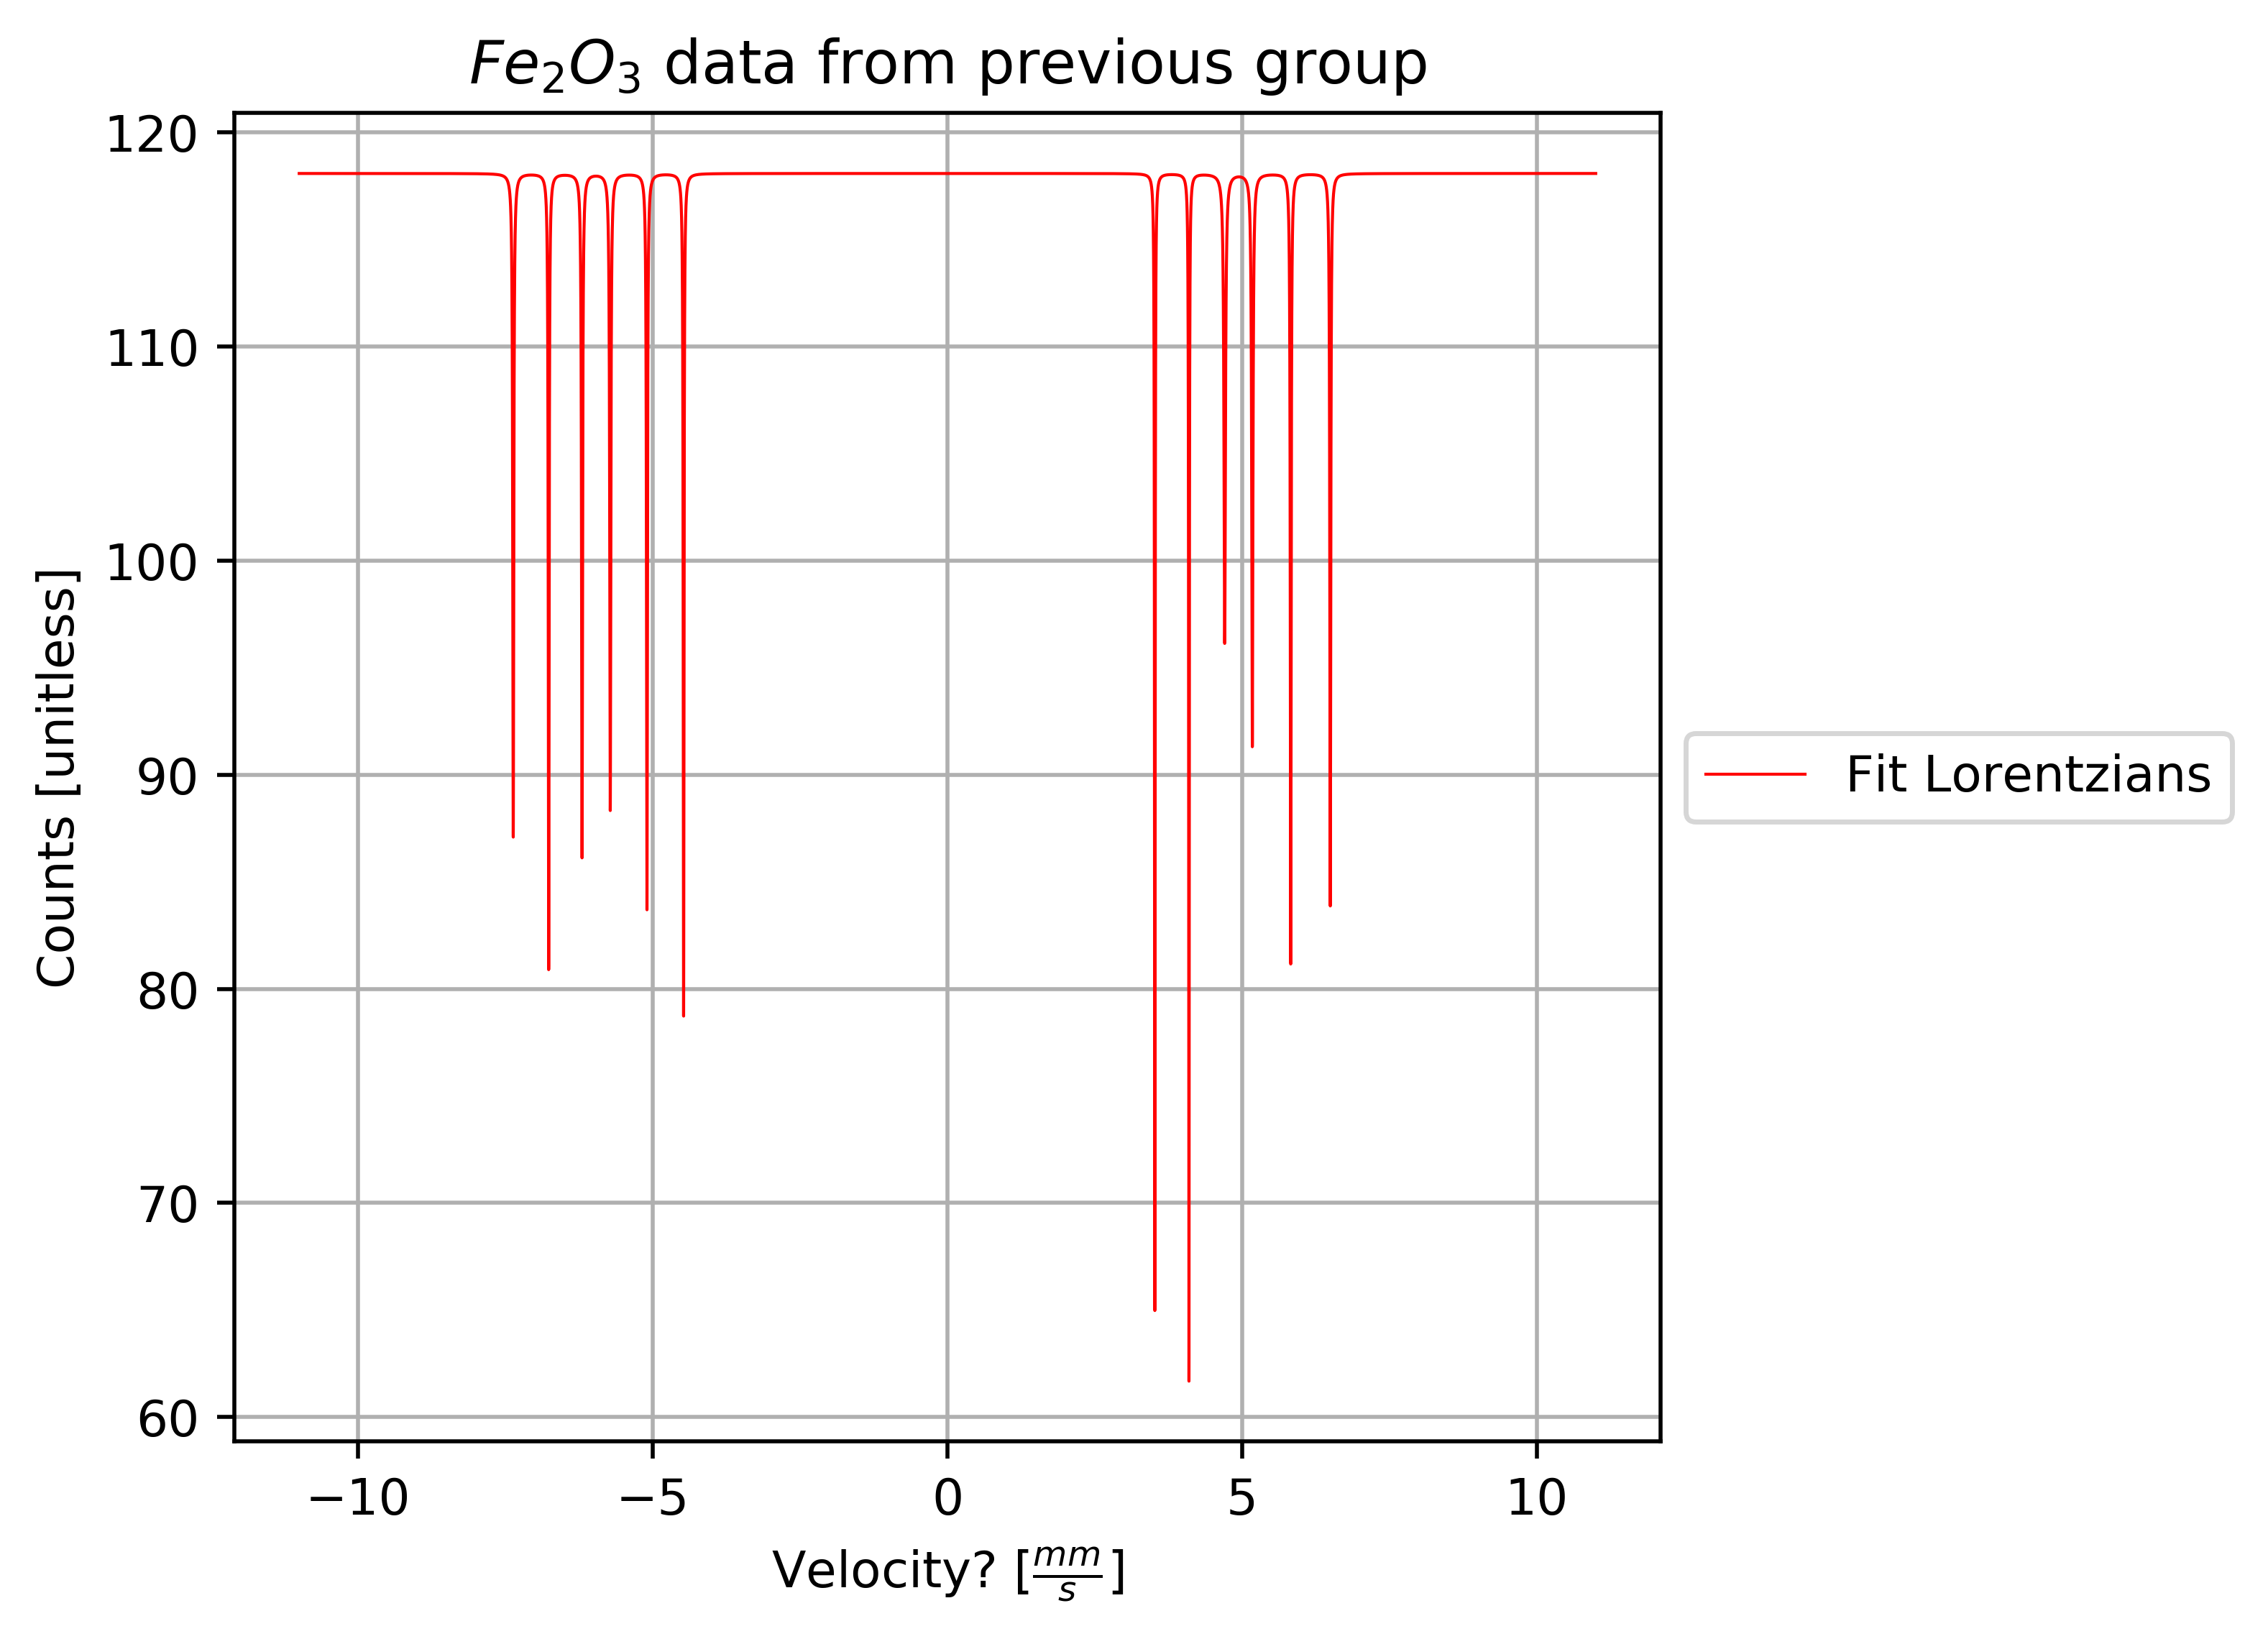 Fe₂O₃ data from previous group
120
110
100
90
80
70
60
Counts [unitless]
−10 −5 0 5 10
Velocity? [mm/s]
Fit Lorentzians